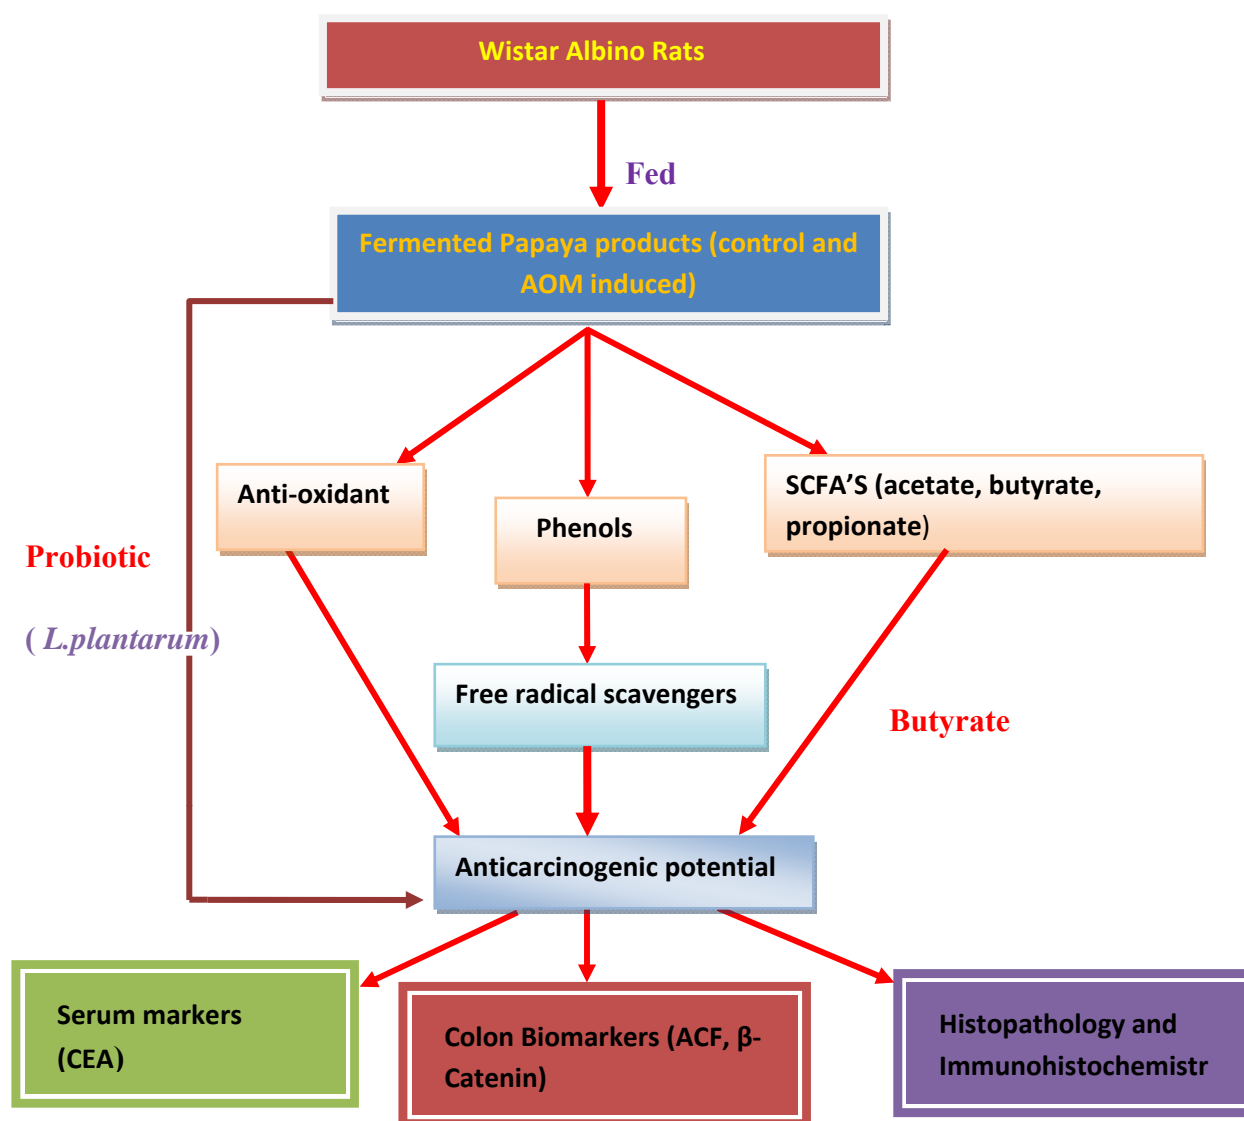 Wistar Albino Rats
Fed
Fermented Papaya products (control and
AOM induced)
Anti-oxidant
Phenols
SCFA’S (acetate, butyrate,
propionate)
Probiotic
( L.plantarum)
Free radical scavengers
Butyrate
Anticarcinogenic potential
Serum markers
(CEA)
Colon Biomarkers (ACF, β-
Catenin)
Histopathology and
Immunohistochemistr